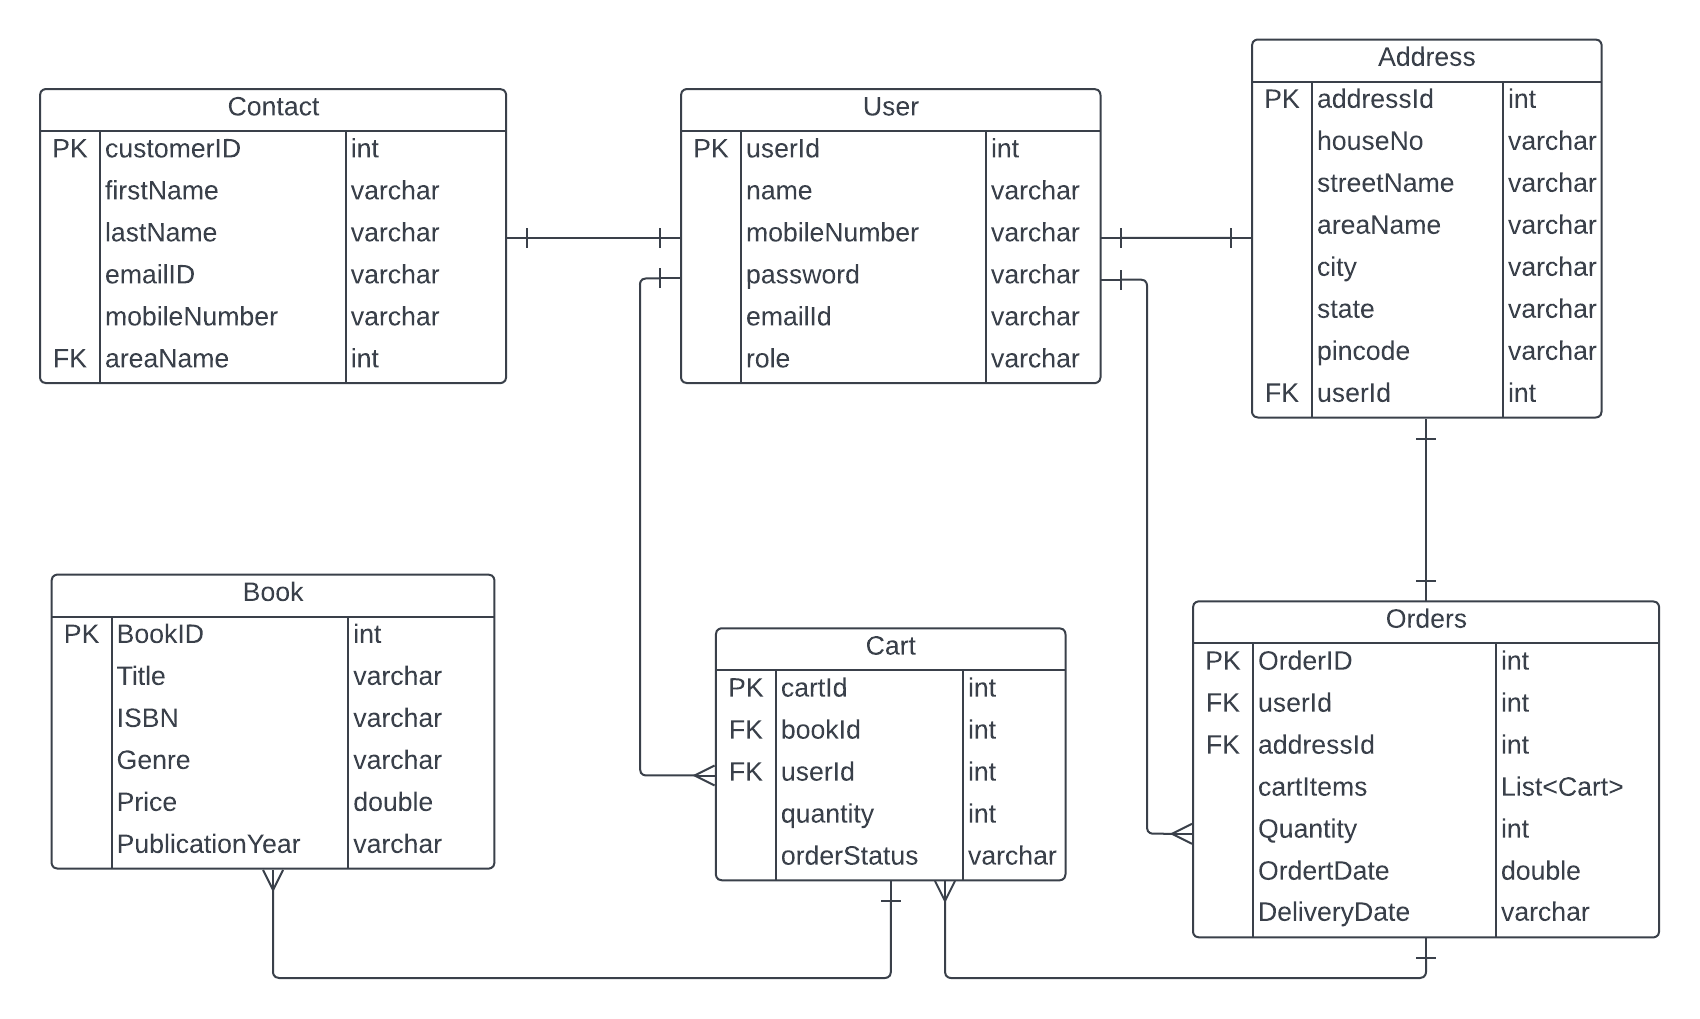 Contact
PK customerID int
firstName varchar
lastName varchar
emailID varchar
mobileNumber varchar
FK areaName int
User
PK userId int
name varchar
mobileNumber varchar
password varchar
emailId varchar
role varchar
Address
PK addressId int
houseNo varchar
streetName varchar
areaName varchar
city varchar
state varchar
pincode varchar
FK userId int
Book
PK BookID int
Title varchar
ISBN varchar
Genre varchar
Price double
PublicationYear varchar
Cart
PK cartId int
FK bookId int
FK userId int
quantity int
orderStatus varchar
Orders
PK OrderID int
FK userId int
FK addressId int
cartItems List<Cart>
Quantity int
OrdertDate double
DeliveryDate varchar